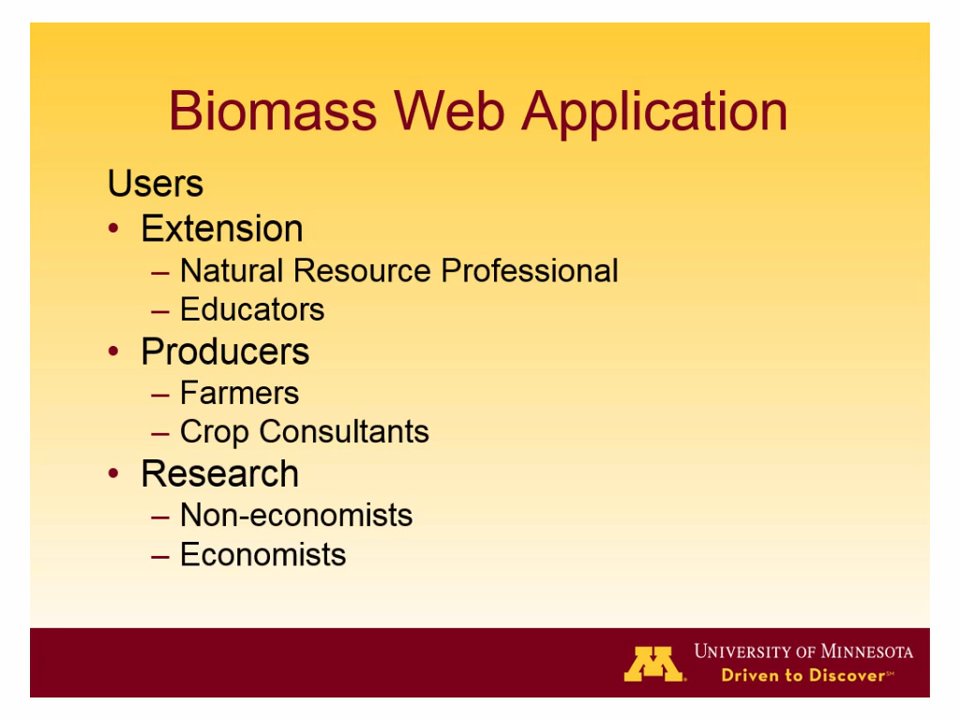 Biomass Web Application
Users
• Extension
– Natural Resource Professional
– Educators
• Producers
– Farmers
– Crop Consultants
• Research
– Non-economists
– Economists
M
UNIVERSITY OF MINNESOTA
Driven to Discover℠